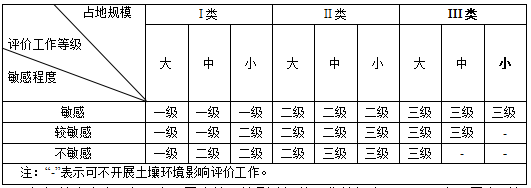 占地规模
评价工作等级
敏感程度
I类 II类 III类
大 中 小 大 中 小 大 中 小
敏感 一级 一级 一级 二级 二级 二级 三级 三级 三级
较敏感 一级 一级 二级 二级 二级 三级 三级 三级 -
不敏感 一级 二级 二级 二级 三级 三级 三级 - -
注：“-”表示可不开展土壤环境影响评价工作。